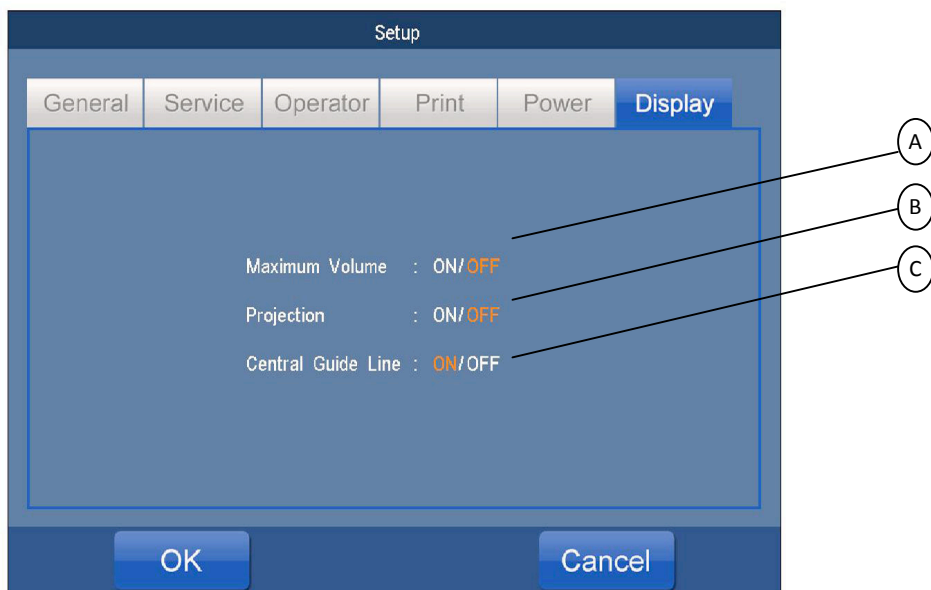 Setup
General Service Operator Print Power Display
A
B
Maximum Volume : ON/OFF
C
Projection : ON/OFF
Central Guide Line : ON/OFF
OK Cancel